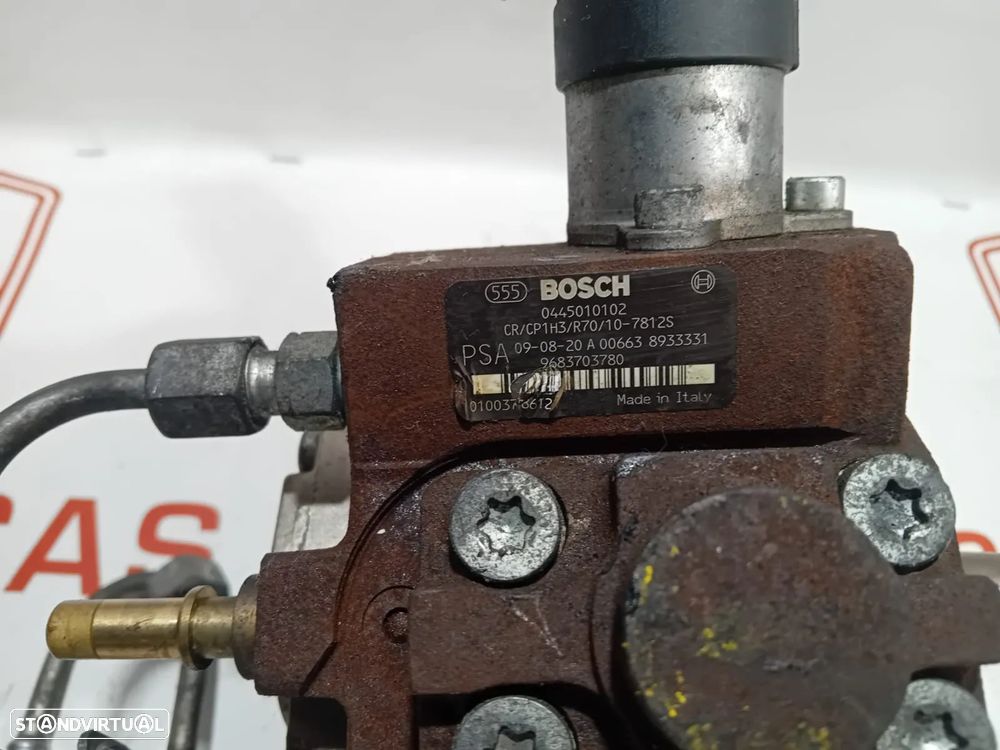 555 BOSCH
0445010102
CR/CP1H3/R70/10-7812S
PSA 09-08-20 A 00663 8933331
9683703780
Made in Italy
CAS
STANDVIRTUAL